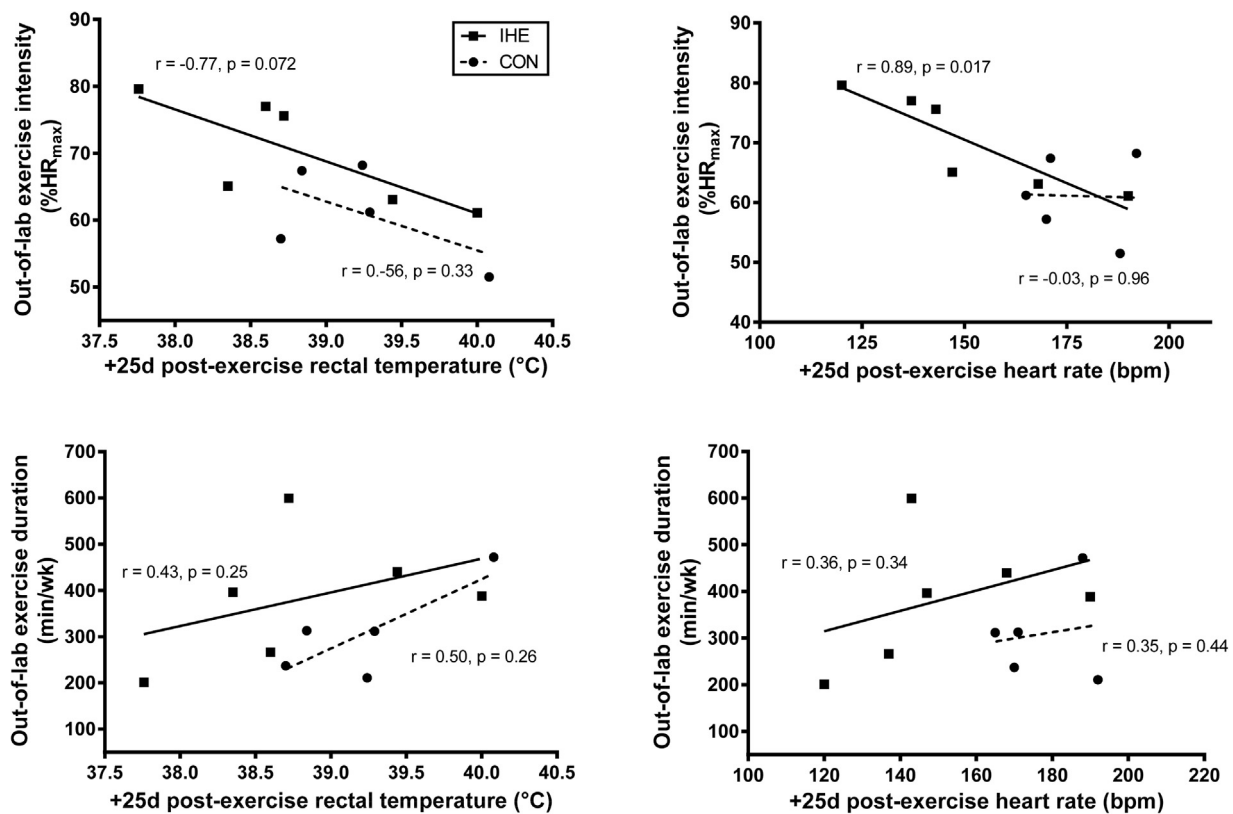 Out-of-lab exercise intensity
(%HRmax)
90
80
70
60
50
IHE
CON
r = -0.77, p = 0.072
r = 0.-56, p = 0.33
37.5 38.0 38.5 39.0 39.5 40.0 40.5
+25d post-exercise rectal temperature (°C)
Out-of-lab exercise intensity
(%HRmax)
90
80
70
60
50
40
r = 0.89, p = 0.017
r = -0.03, p = 0.96
100 125 150 175 200
+25d post-exercise heart rate (bpm)
Out-of-lab exercise duration
(min/wk)
700
600
500
400
300
200
100
r = 0.43, p = 0.25
r = 0.50, p = 0.26
37.5 38.0 38.5 39.0 39.5 40.0 40.5
+25d post-exercise rectal temperature (°C)
Out-of-lab exercise duration
(min/wk)
700
600
500
400
300
200
100
r = 0.36, p = 0.34
r = 0.35, p = 0.44
100 120 140 160 180 200 220
+25d post-exercise heart rate (bpm)